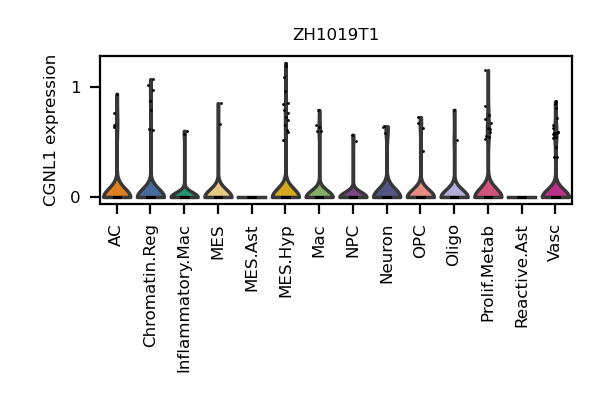 ZH1019T1
CGNL1 expression
1
0
AC
Chromatin.Reg
Inflammatory.Mac
MES
MES.Ast
MES.Hyp
Mac
NPC
Neuron
OPC
Oligo
Prolif.Metab
Reactive.Ast
Vasc